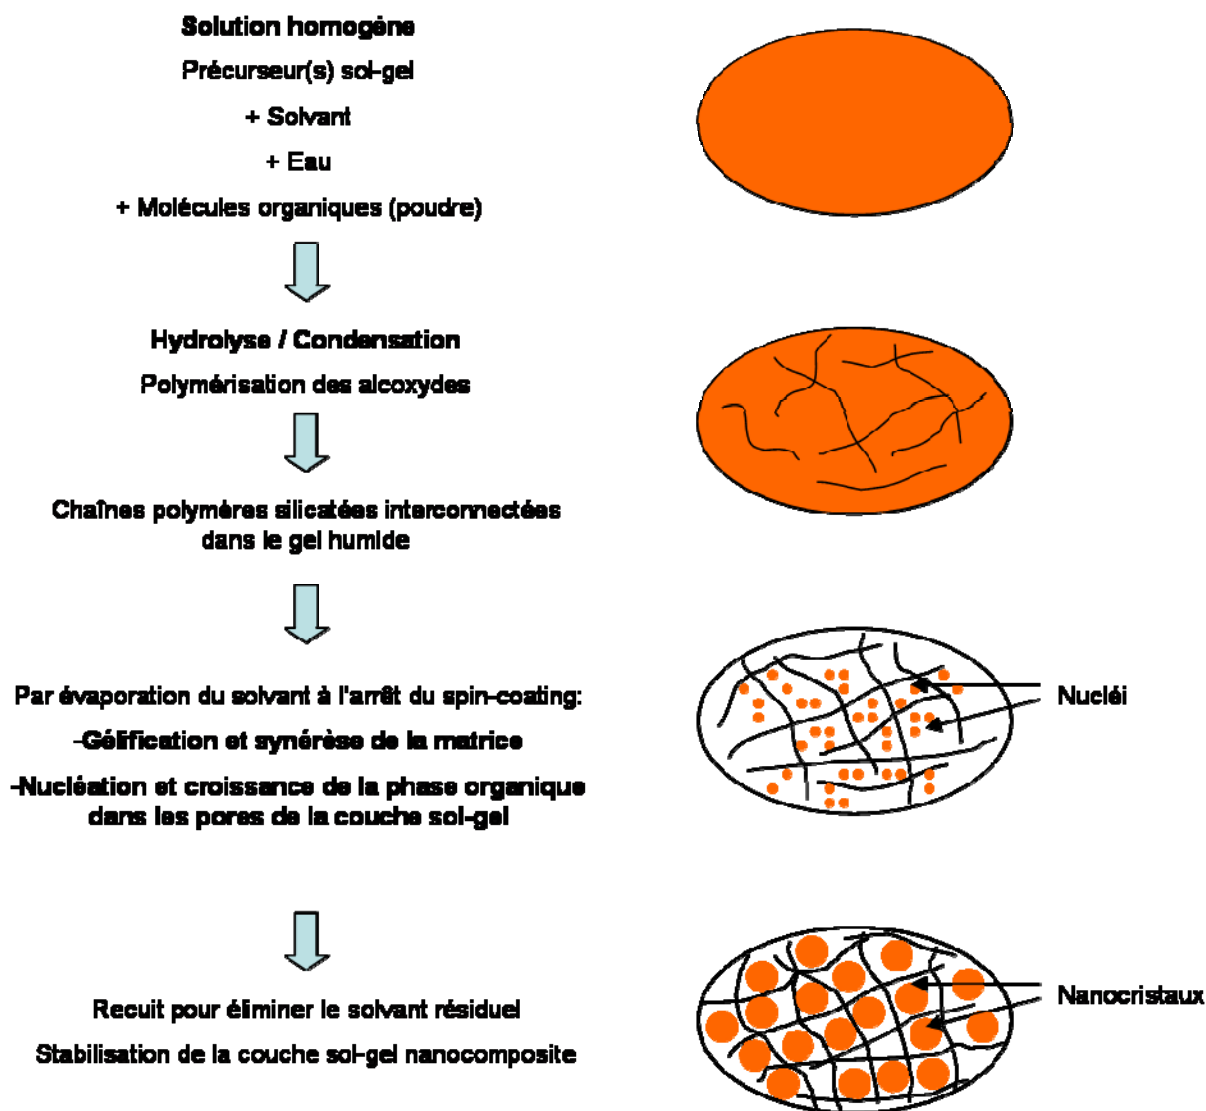 Solution homogène
Précurseur(s) sol-gel
+ Solvant
+ Eau
+ Molécules organiques (poudre)
Hydrolyse / Condensation
Polymérisation des alcoxydes
Chaînes polymères silicatées interconnectées
dans le gel humide
Par évaporation du solvant à l'arrêt du spin-coating:
-Gélification et synérèse de la matrice
-Nucléation et croissance de la phase organique
dans les pores de la couche sol-gel
Nucléi
Recuit pour éliminer le solvant résiduel
Stabilisation de la couche sol-gel nanocomposite
Nanocristaux